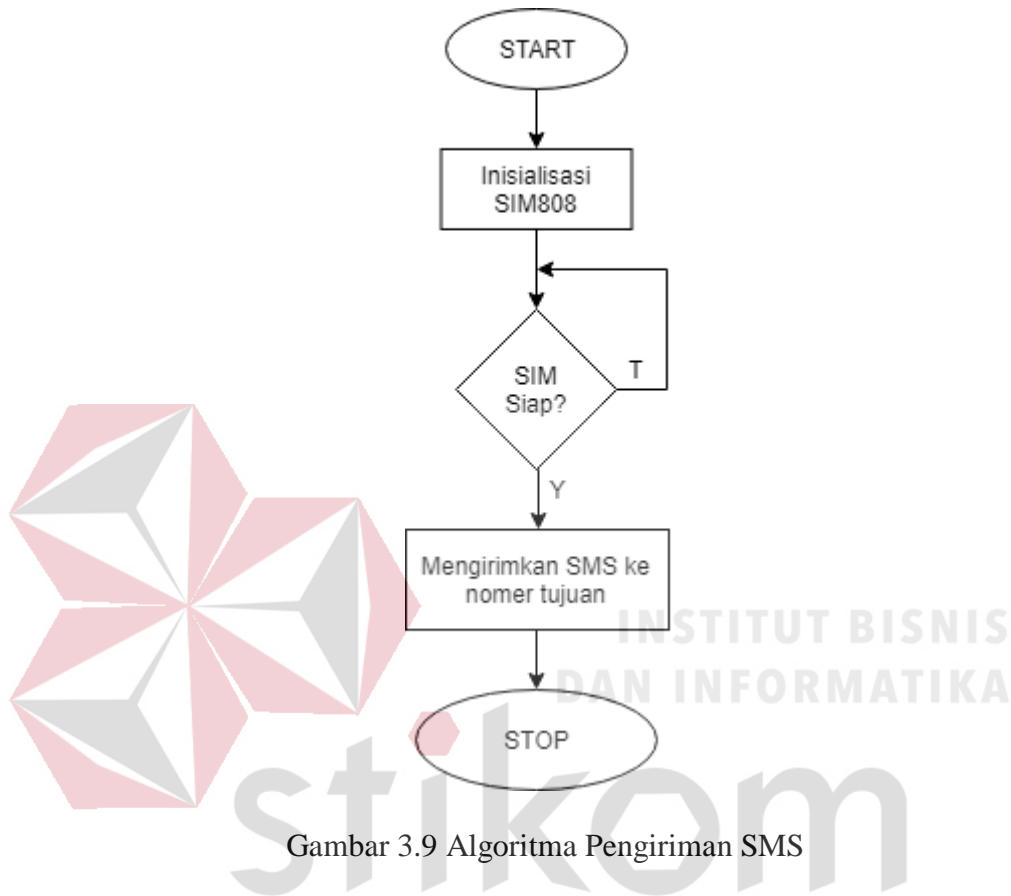 START
Inisialisasi
SIM808
SIM
Siap?
T
Y
Mengirimkan SMS ke
nomer tujuan
INSTITUT BISNIS
DAN INFORMATIKA
STOP
stikom
Gambar 3.9 Algoritma Pengiriman SMS